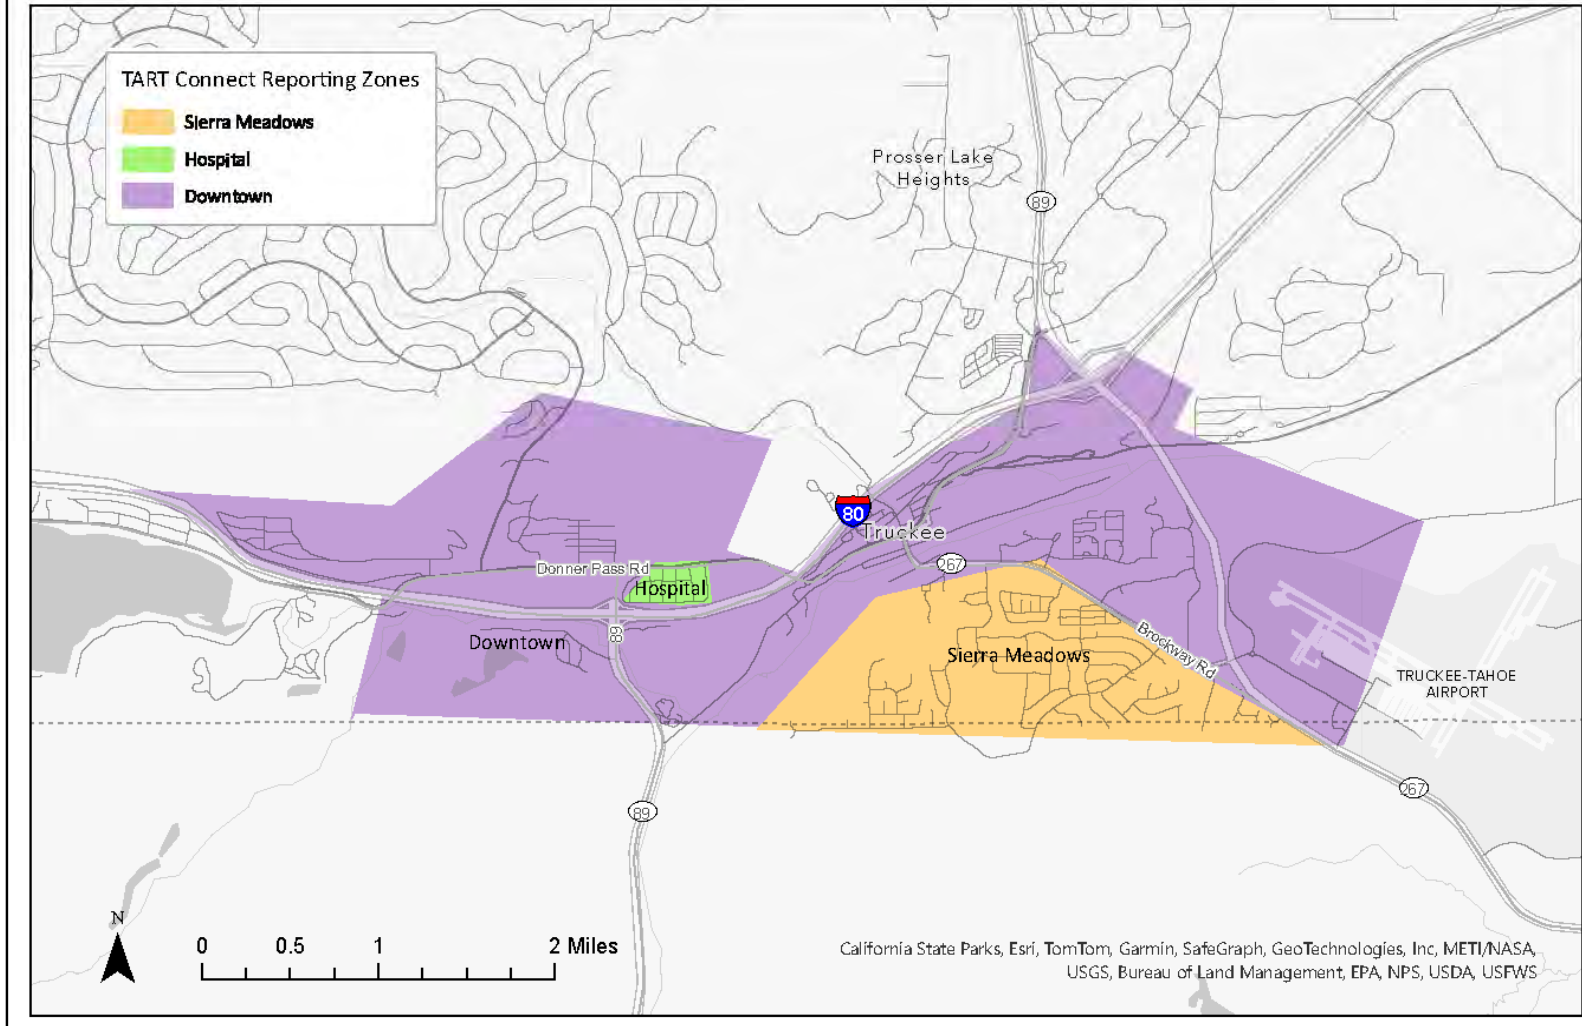 TART Connect Reporting Zones
Sierra Meadows
Hospital
Downtown
Prosser Lake
Heights
89
80
Truckee
267
Donner Pass Rd
Hospital
89
Downtown
Brockway Rd
Sierra Meadows
TRUCKEE-TAHOE
AIRPORT
267
89
N
0 0.5 1 2 Miles
California State Parks, Esri, TomTom, Garmin, SafeGraph, GeoTechnologies, Inc, METI/NASA,
USGS, Bureau of Land Management, EPA, NPS, USDA, USFWS